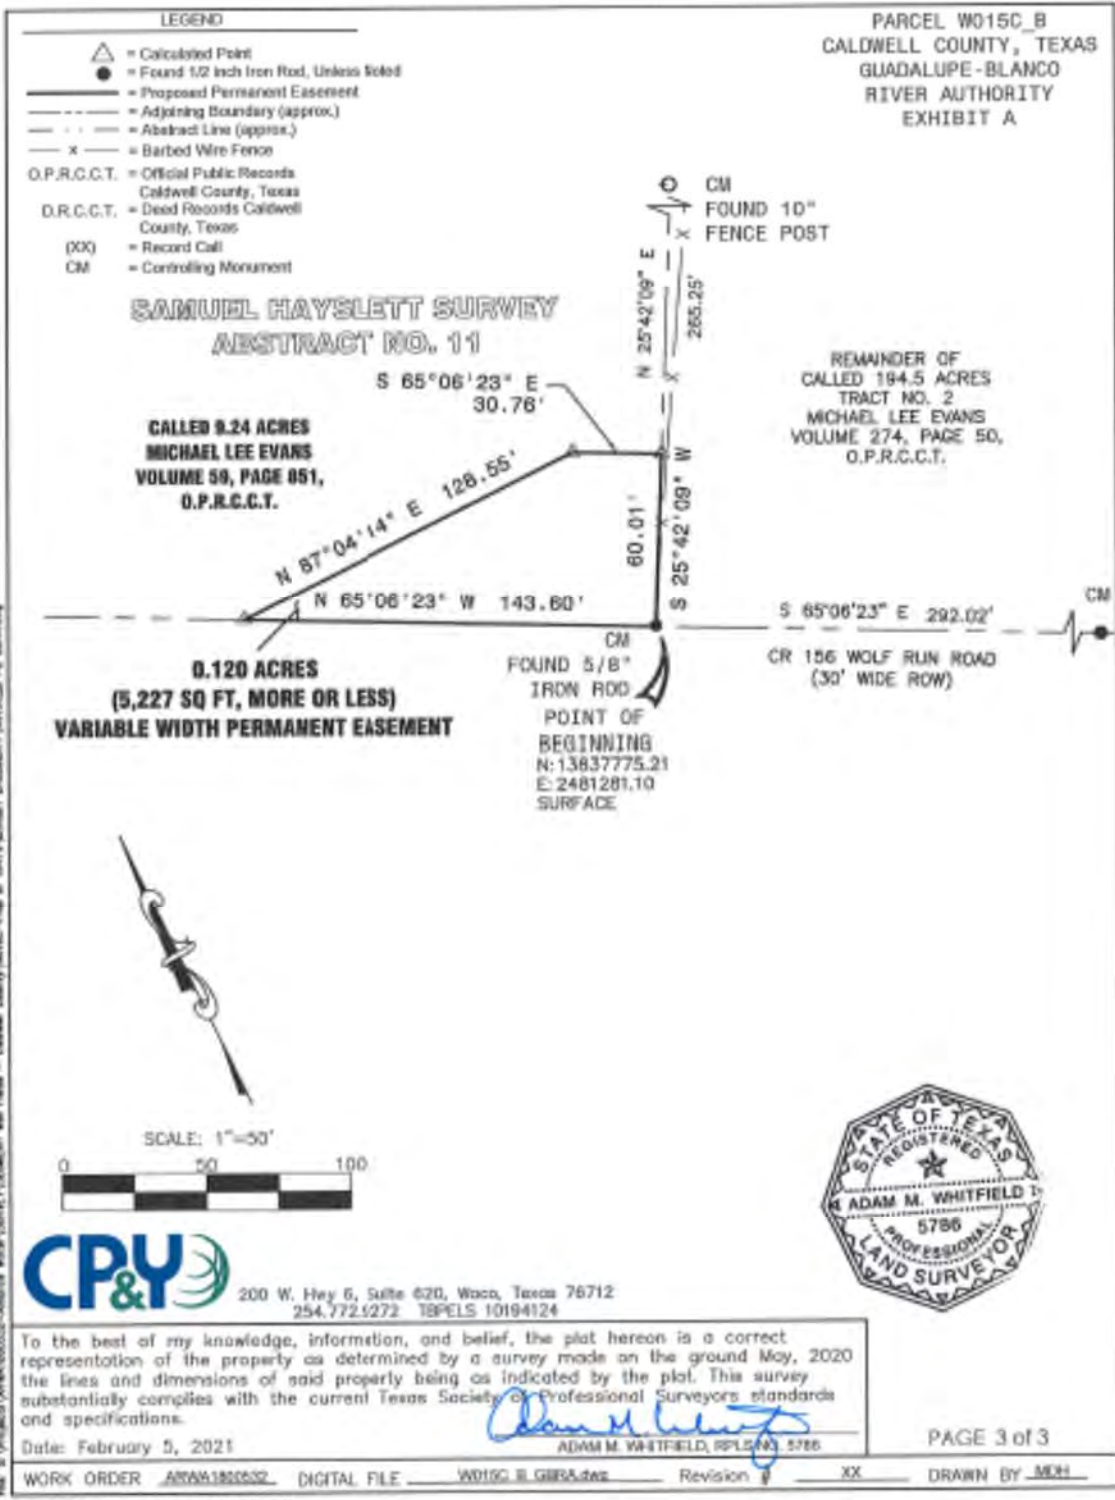 LEGEND
= Calculated Point
= Found 1/2 Inch Iron Rod, Unless Noted
= Proposed Permanent Easement
= Adjoining Boundary (approx.)
= Abstract Line (approx.)
x = Barbed Wire Fence
O.P.R.C.C.T. = Official Public Records
Caldwell County, Texas
D.R.C.C.T. = Deed Records Caldwell
County, Texas
(XX) = Record Call
CM = Controlling Monument
PARCEL W015C_B
CALDWELL COUNTY, TEXAS
GUADALUPE-BLANCO
RIVER AUTHORITY
EXHIBIT A
CM
FOUND 10"
FENCE POST
N 25°42'09" E
265.25'
SAMUEL HAYSLETT SURVEY
ABSTRACT NO. 11
S 65°06'23" E
30.76'
REMAINDER OF
CALLED 194.5 ACRES
TRACT NO. 2
MICHAEL LEE EVANS
VOLUME 274, PAGE 50,
O.P.R.C.C.T.
CALLED 9.24 ACRES
MICHAEL LEE EVANS
VOLUME 59, PAGE 851,
O.P.R.C.C.T.
N 87°04'14" E 128.55'
60.01'
S 25°42'09" W
N 65°06'23" W 143.60'
S 65°06'23" E 292.02'
CM
CR 156 WOLF RUN ROAD
(30' WIDE ROW)
0.120 ACRES
(5,227 SQ FT, MORE OR LESS)
VARIABLE WIDTH PERMANENT EASEMENT
CM
FOUND 5/8"
IRON ROD
POINT OF
BEGINNING
N:13837775.21
E:2481281.10
SURFACE
SCALE: 1"=50'
0 50 100
STATE OF TEXAS
REGISTERED
ADAM M. WHITFIELD
5786
PROFESSIONAL
LAND SURVEYOR
CP&Y
200 W. Hwy 6, Suite 620, Waco, Texas 76712
254.772.9272 TBPELS 10194124
To the best of my knowledge, information, and belief, the plat hereon is a correct
representation of the property as determined by a survey made on the ground May, 2020
the lines and dimensions of said property being as indicated by the plat. This survey
substantially complies with the current Texas Society of Professional Surveyors standards
and specifications.
Date: February 5, 2021
ADAM M. WHITFIELD, RPLS NO. 5786
PAGE 3 of 3
WORK ORDER ARWA1800532 DIGITAL FILE W015C_B_GBRA.dwg Revision # XX DRAWN BY MDH